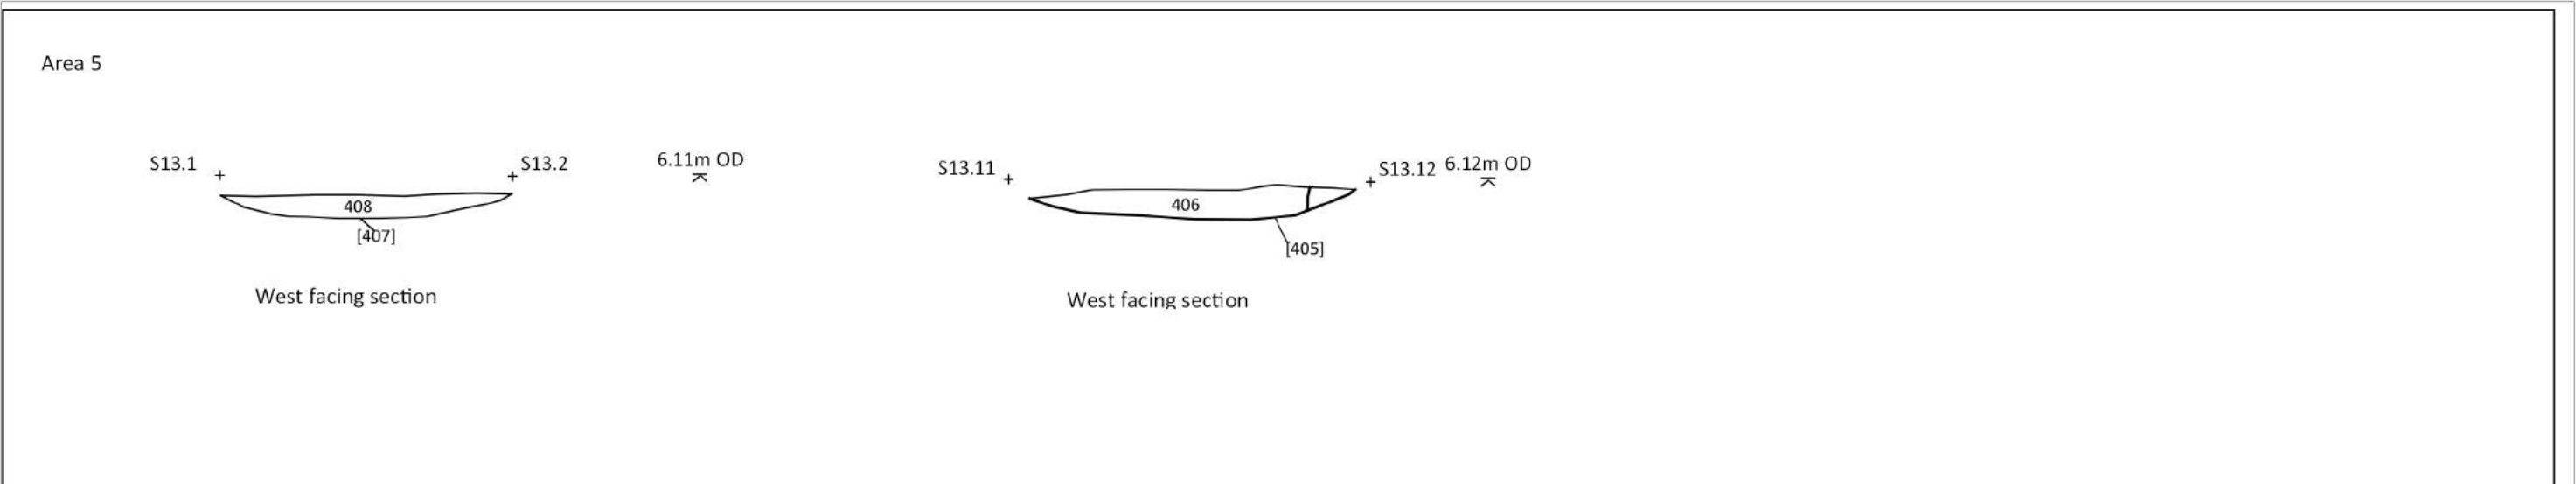 Area 5
S13.1
S13.2
6.11m OD
408
[407]
West facing section
S13.11
S13.12
6.12m OD
406
[405]
West facing section